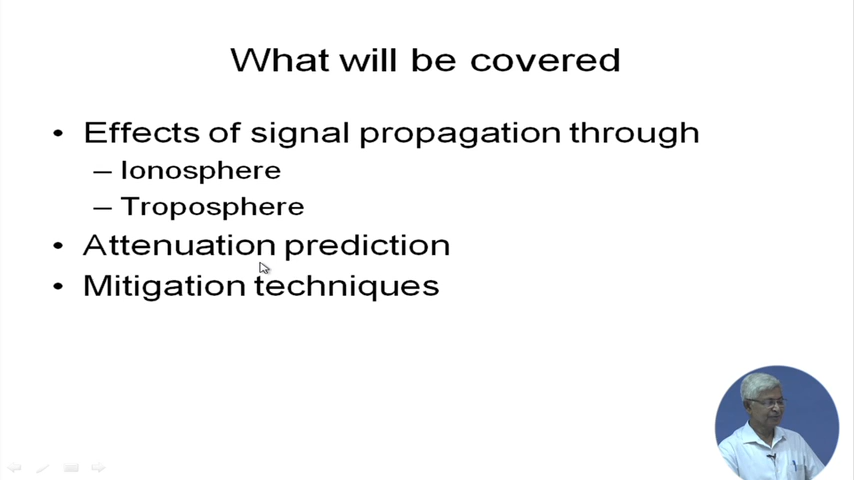 What will be covered
• Effects of signal propagation through
– Ionosphere
– Troposphere
• Attenuation prediction
• Mitigation techniques